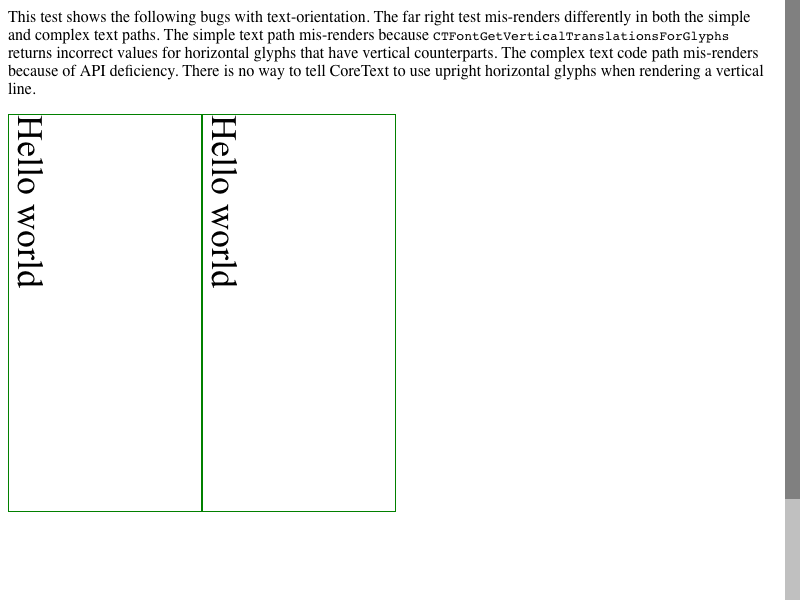 This test shows the following bugs with text-orientation. The far right test mis-renders differently in both the simple
and complex text paths. The simple text path mis-renders because CTFontGetVerticalTranslationsForGlyphs
returns incorrect values for horizontal glyphs that have vertical counterparts. The complex text code path mis-renders
because of API deficiency. There is no way to tell CoreText to use upright horizontal glyphs when rendering a vertical
line.
Hello world
Hello world